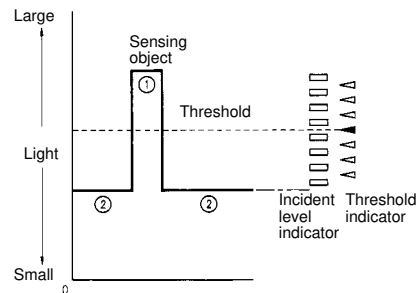 Large
Sensing
object
①
Threshold
Light
②
②
Incident
level
indicator
Threshold
indicator
Small
0